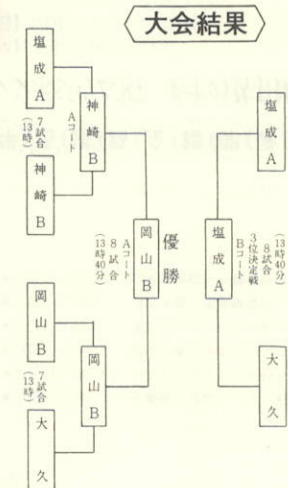 大会結果
塩成A
Aコート
7試合
(13時)
神崎B
神崎B
岡山B
7試合
(13時)
大久
岡山B
優勝
岡山B
Aコート
8試合
(13時40分)
塩成A
(13時40分)
8試合
3位決定戦
Bコート
塩成A
大久